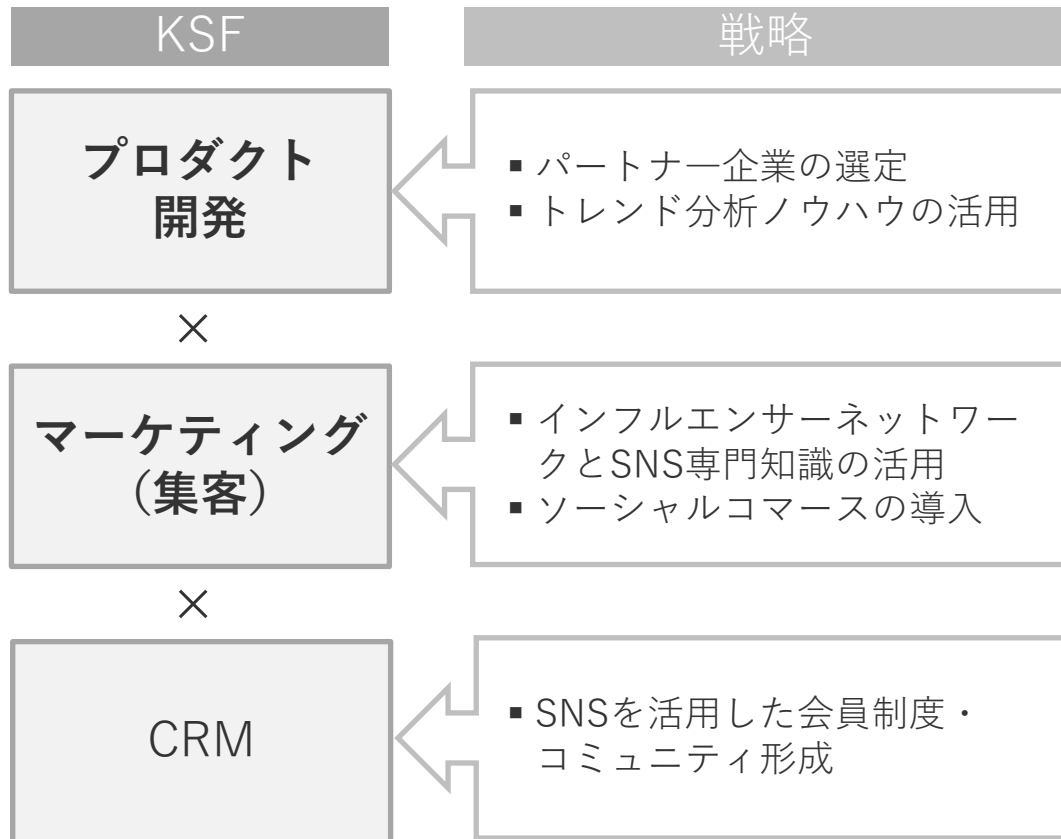 KSF
戦略
プロダクト
開発
▪ パートナー企業の選定
▪ トレンド分析ノウハウの活用
×
マーケティング
（集客）
▪ インフルエンサーネットワー
クとSNS専門知識の活用
▪ ソーシャルコマースの導入
×
CRM
▪ SNSを活用した会員制度・
コミュニティ形成